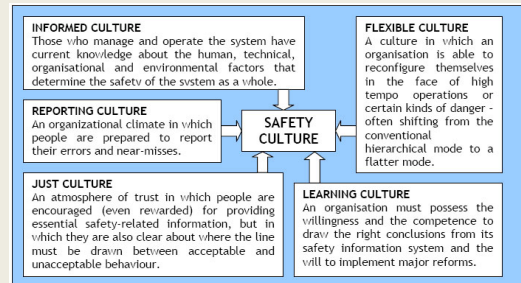 INFORMED CULTURE
Those who manage and operate the system have
current knowledge about the human, technical,
organisational and environmental factors that
determine the safety of the system as a whole.
FLEXIBLE CULTURE
A culture in which an
organisation is able to
reconfigure themselves
in the face of high
tempo operations or
certain kinds of danger -
often shifting from the
conventional
hierarchical mode to a
flatter mode.
REPORTING CULTURE
An organizational climate in which
people are prepared to report
their errors and near-misses.
SAFETY
CULTURE
JUST CULTURE
An atmosphere of trust in which people are
encouraged (even rewarded) for providing
essential safety-related information, but in
which they are also clear about where the line
must be drawn between acceptable and
unacceptable behaviour.
LEARNING CULTURE
An organisation must possess the
willingness and the competence to
draw the right conclusions from its
safety information system and the
will to implement major reforms.